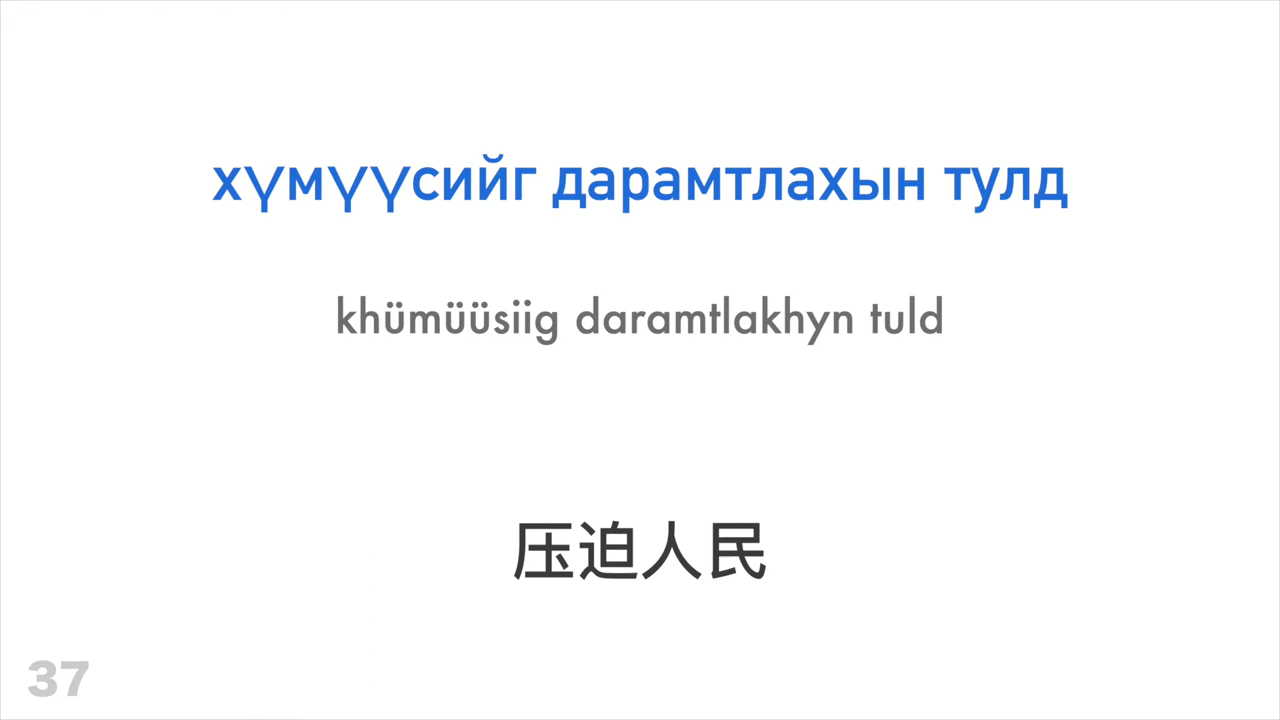 хүмүүсийг дарамтлахын тулд
khümüüsiig daramtlakhyn tuld
压迫人民
37